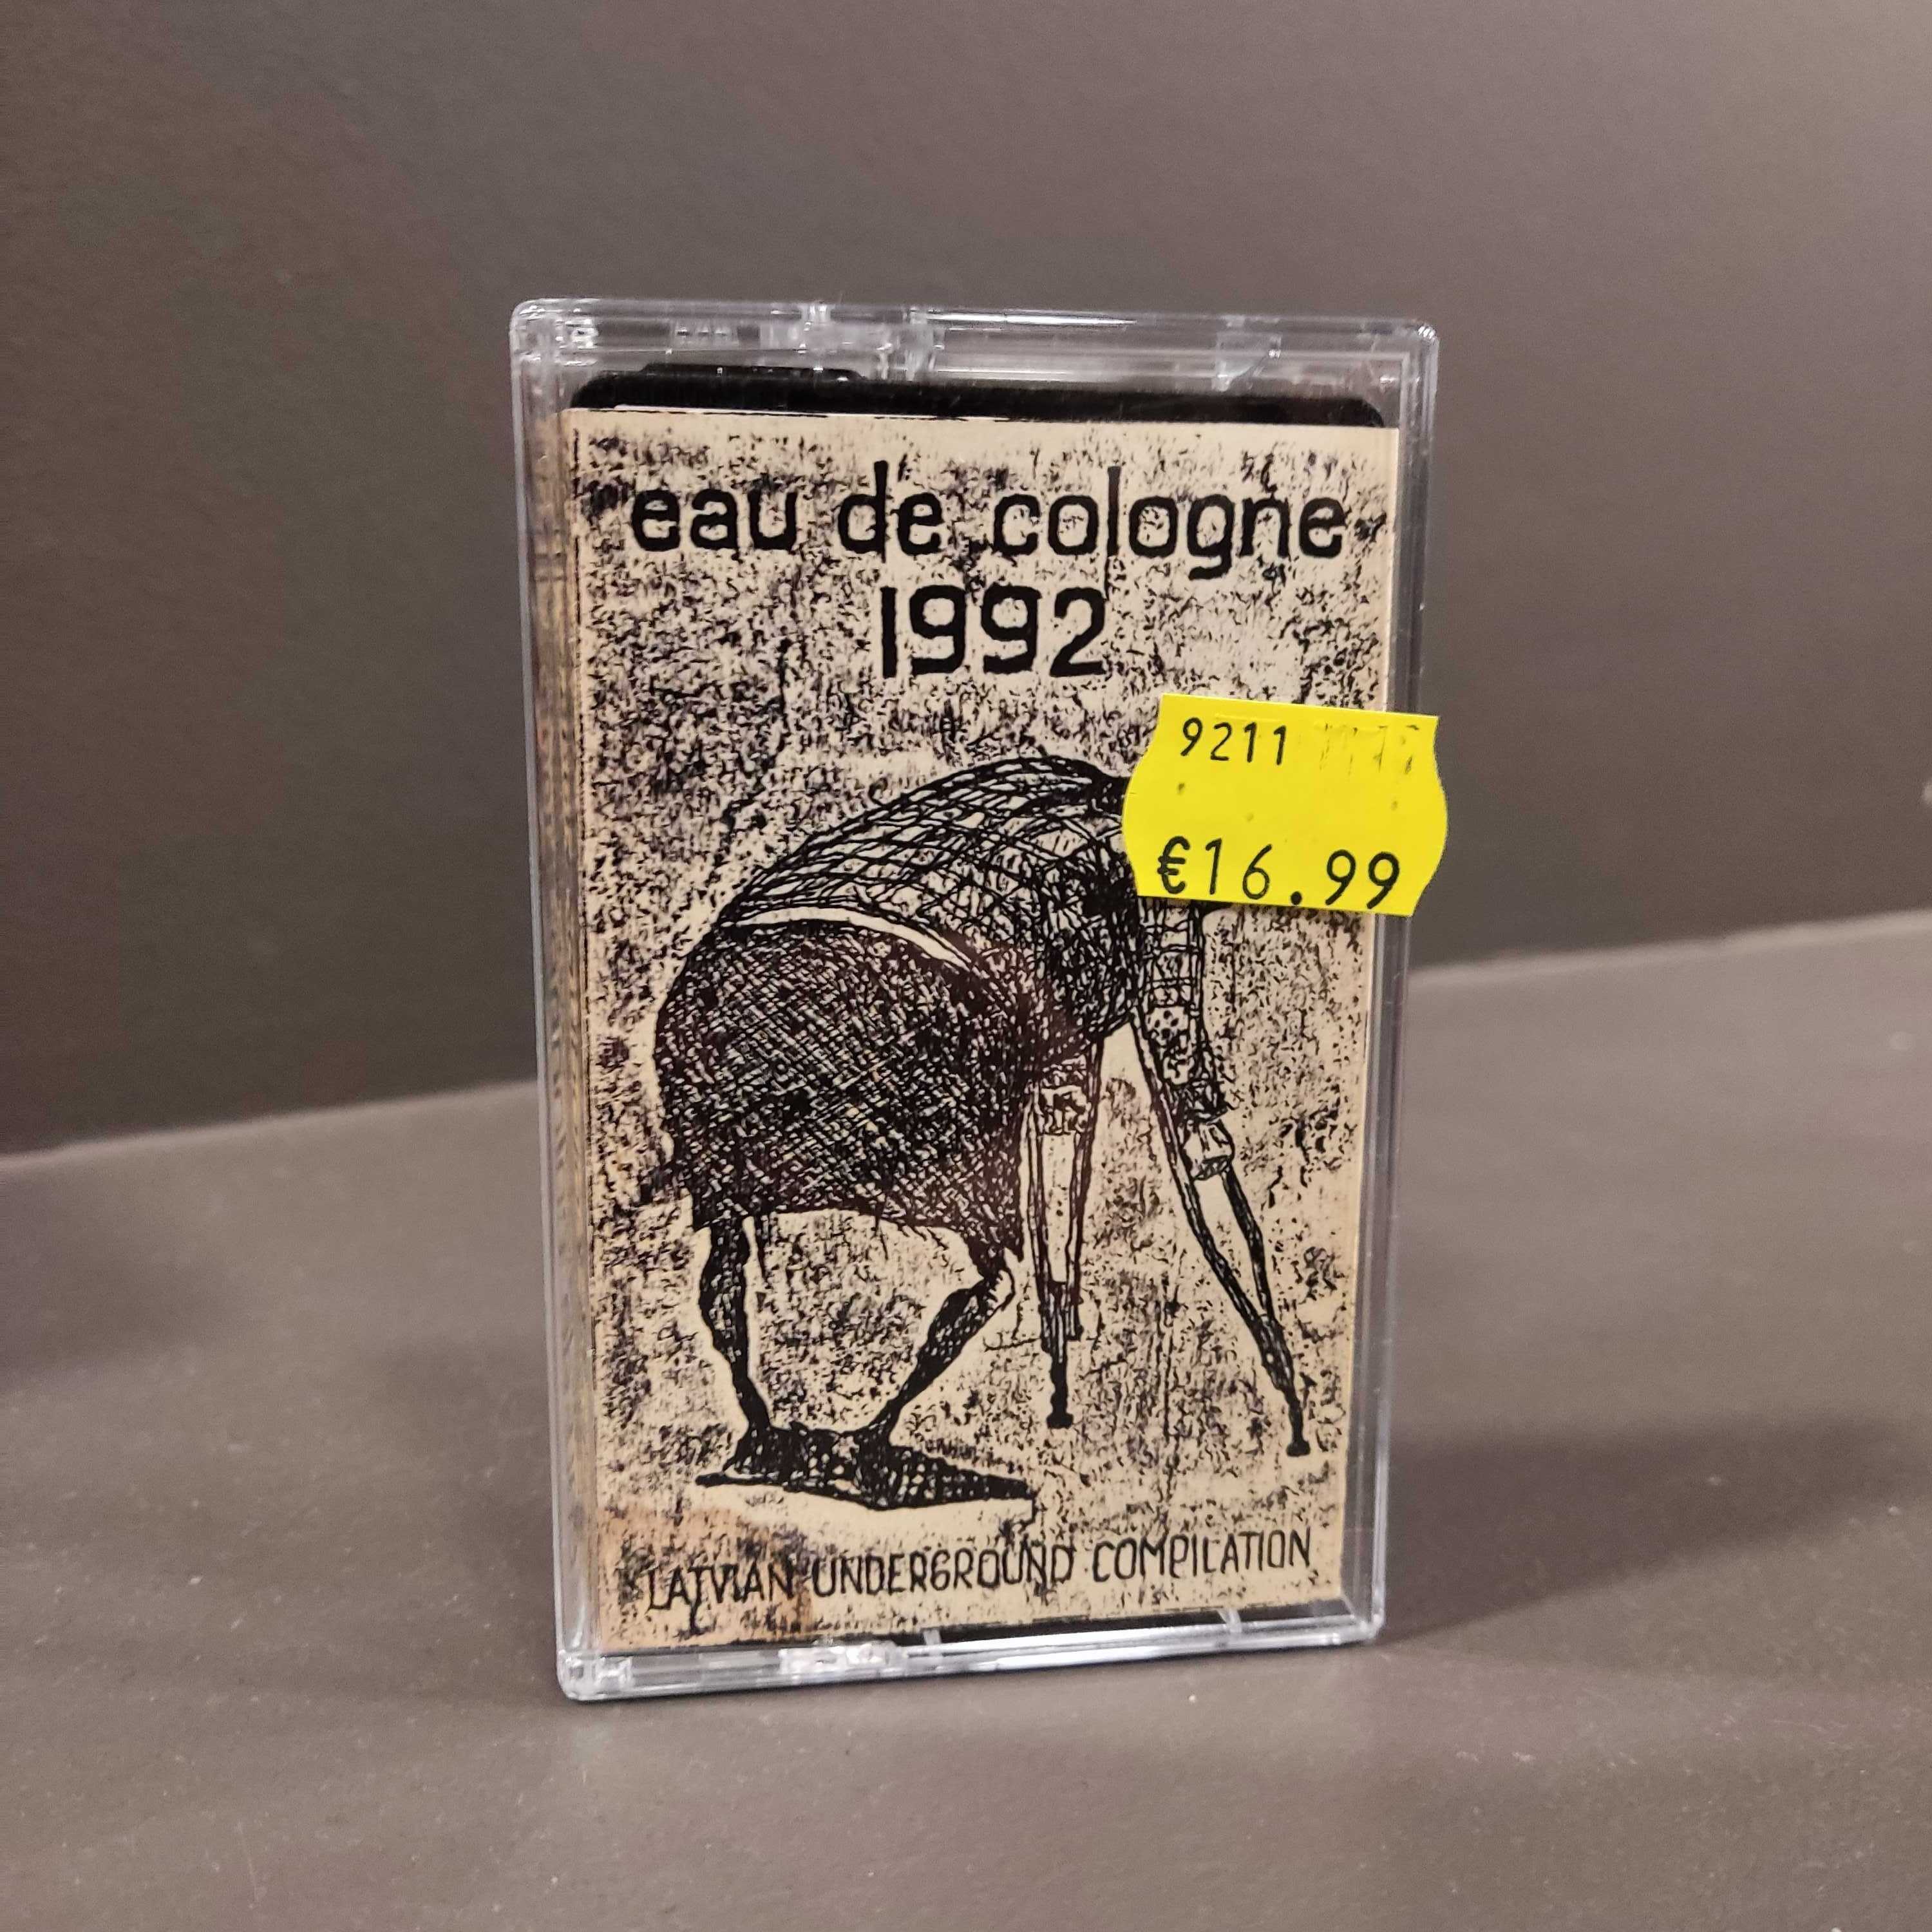 eau de cologne
1992
9211
€16.99
LATVIAN UNDERGROUND COMPILATION